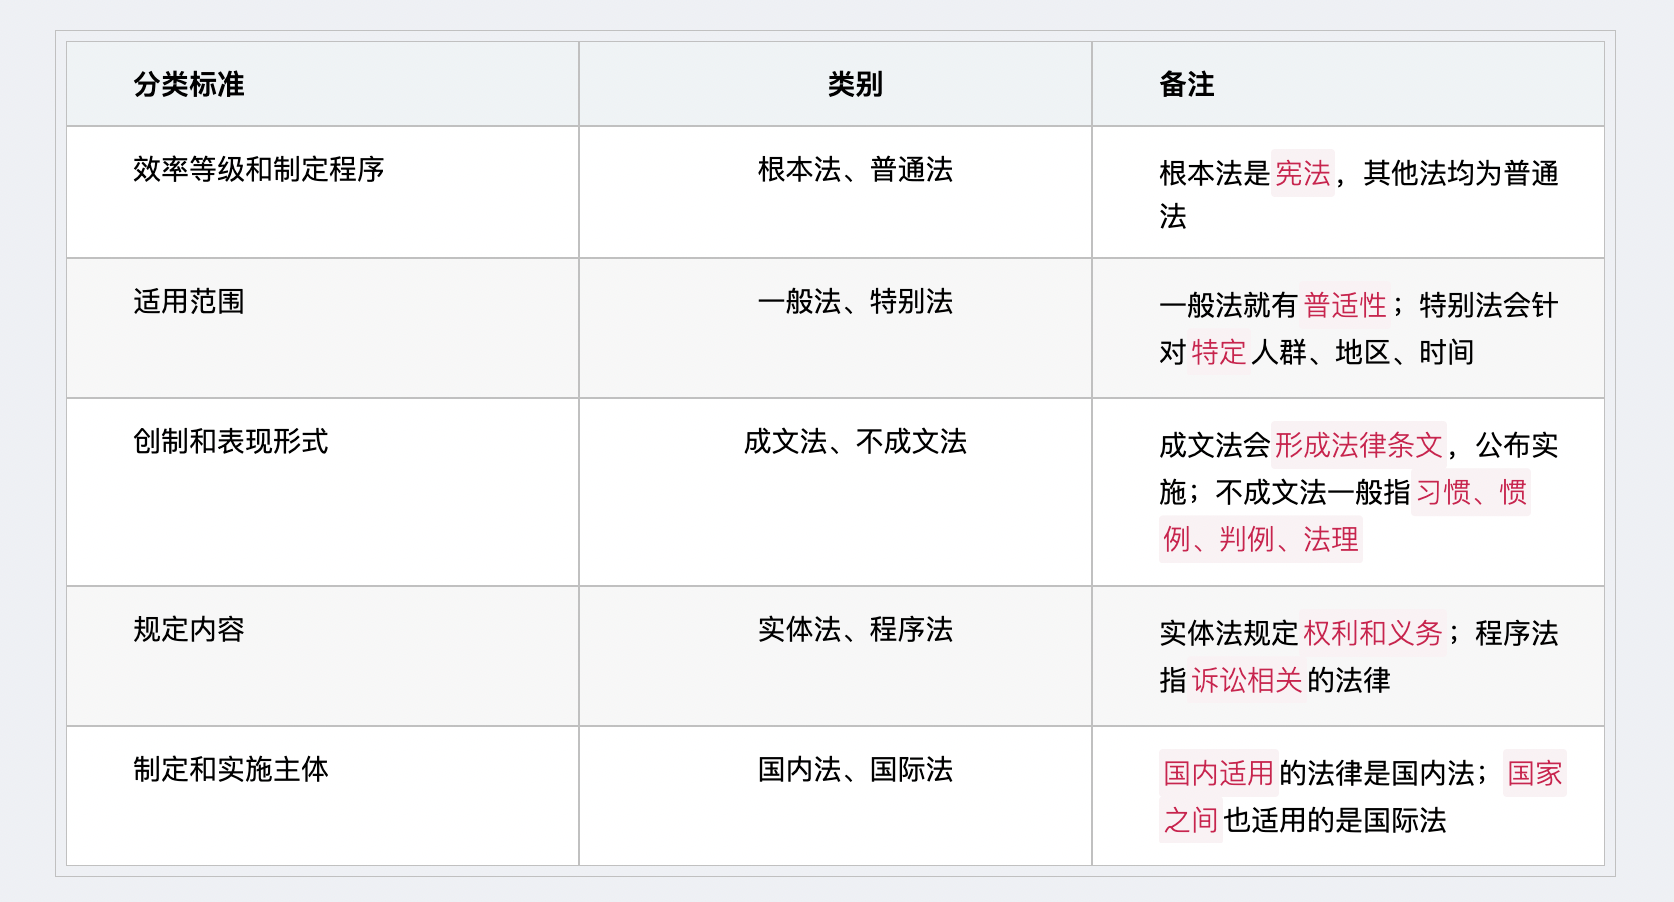 分类标准 类别 备注
效率等级和制定程序 根本法、普通法 根本法是宪法，其他法均为普通
法
适用范围 一般法、特别法 一般法就有普适性；特别法会针
对特定人群、地区、时间
创制和表现形式 成文法、不成文法 成文法会形成法律条文，公布实
施；不成文法一般指习惯、惯
例、判例、法理
规定内容 实体法、程序法 实体法规定权利和义务；程序法
指诉讼相关的法律
制定和实施主体 国内法、国际法 国内适用的法律是国内法；国家
之间也适用的是国际法